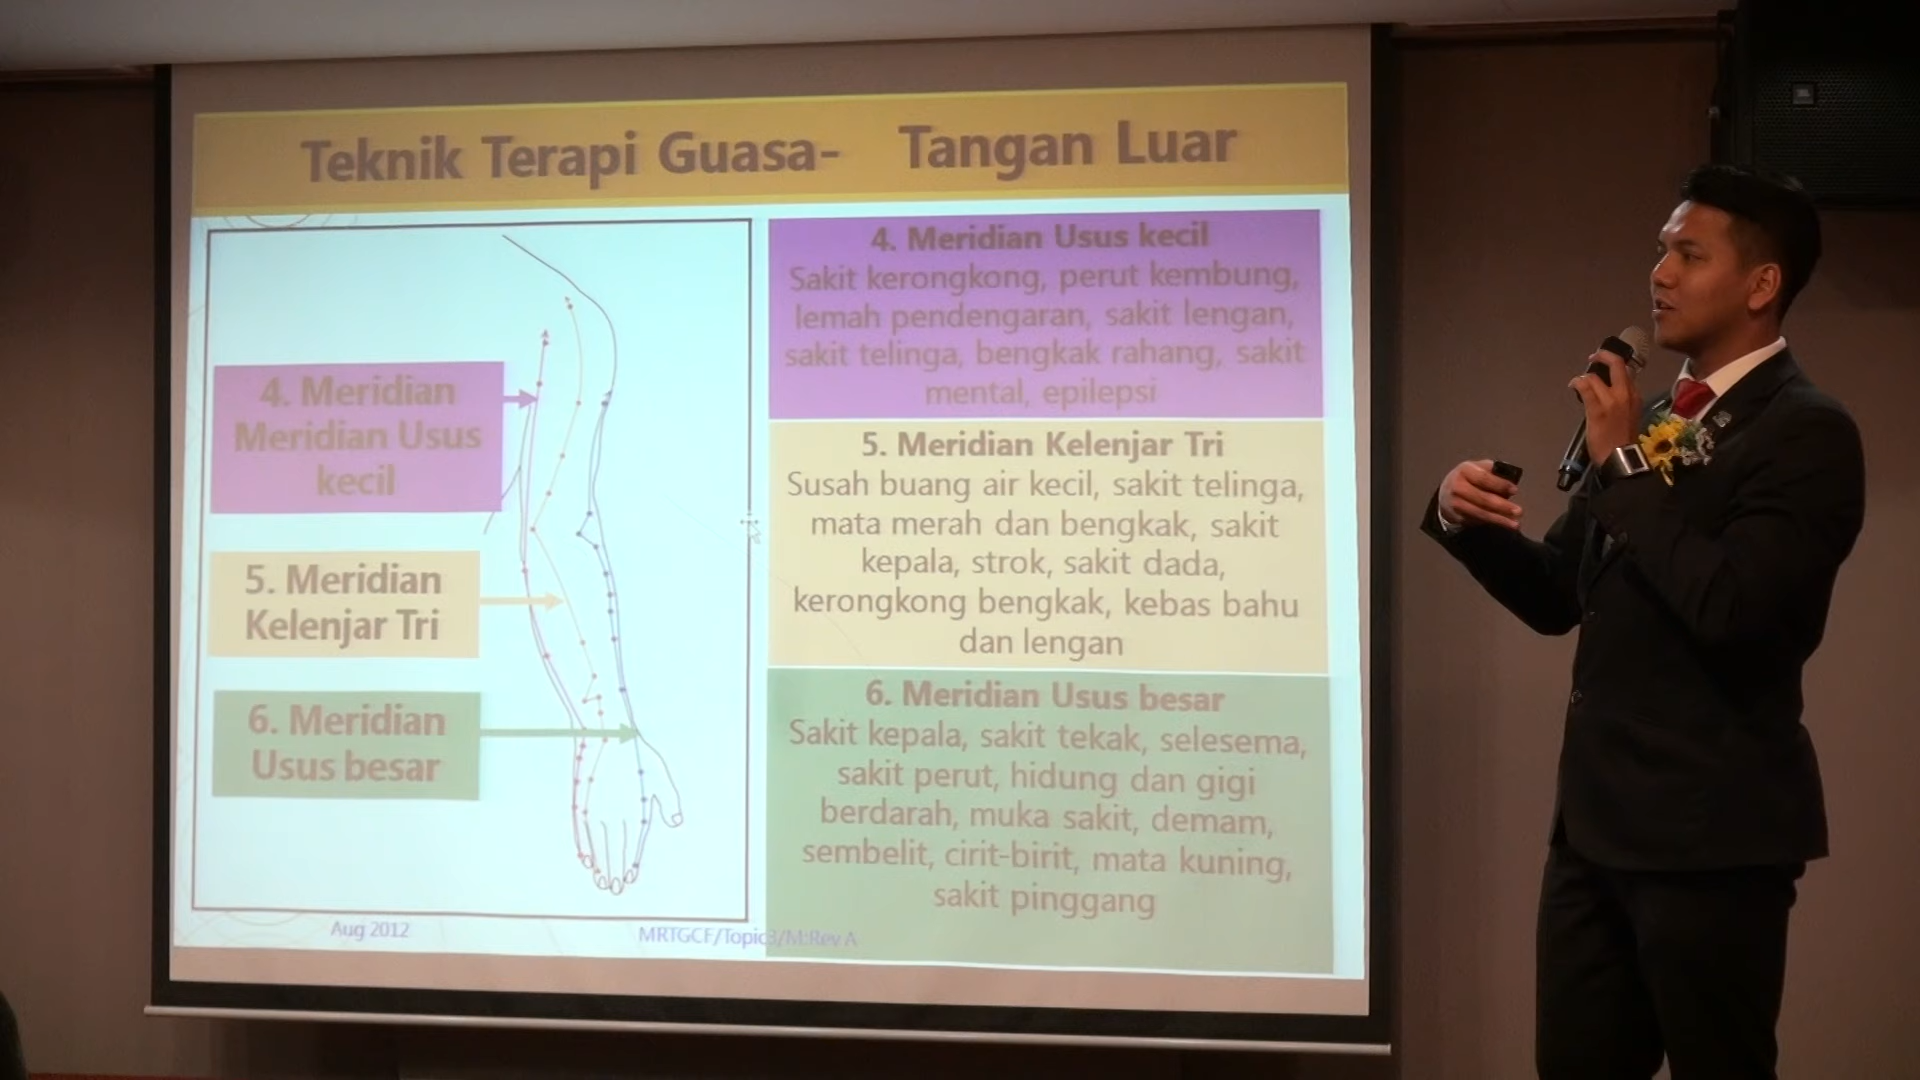 Teknik Terapi Guasa- Tangan Luar
4. Meridian
Meridian Usus
kecil
5. Meridian
Kelenjar Tri
6. Meridian
Usus besar
4. Meridian Usus kecil
Sakit kerongkong, perut kembung,
lemah pendengaran, sakit lengan,
sakit telinga, bengkak rahang, sakit
mental, epilepsi
5. Meridian Kelenjar Tri
Susah buang air kecil, sakit telinga,
mata merah dan bengkak, sakit
kepala, strok, sakit dada,
kerongkong bengkak, kebas bahu
dan lengan
6. Meridian Usus besar
Sakit kepala, sakit tekak, selesema,
sakit perut, hidung dan gigi
berdarah, muka sakit, demam,
sembelit, cirit-birit, mata kuning,
sakit pinggang
Aug 2012
MRTGCF/Topic3/M:Rev A